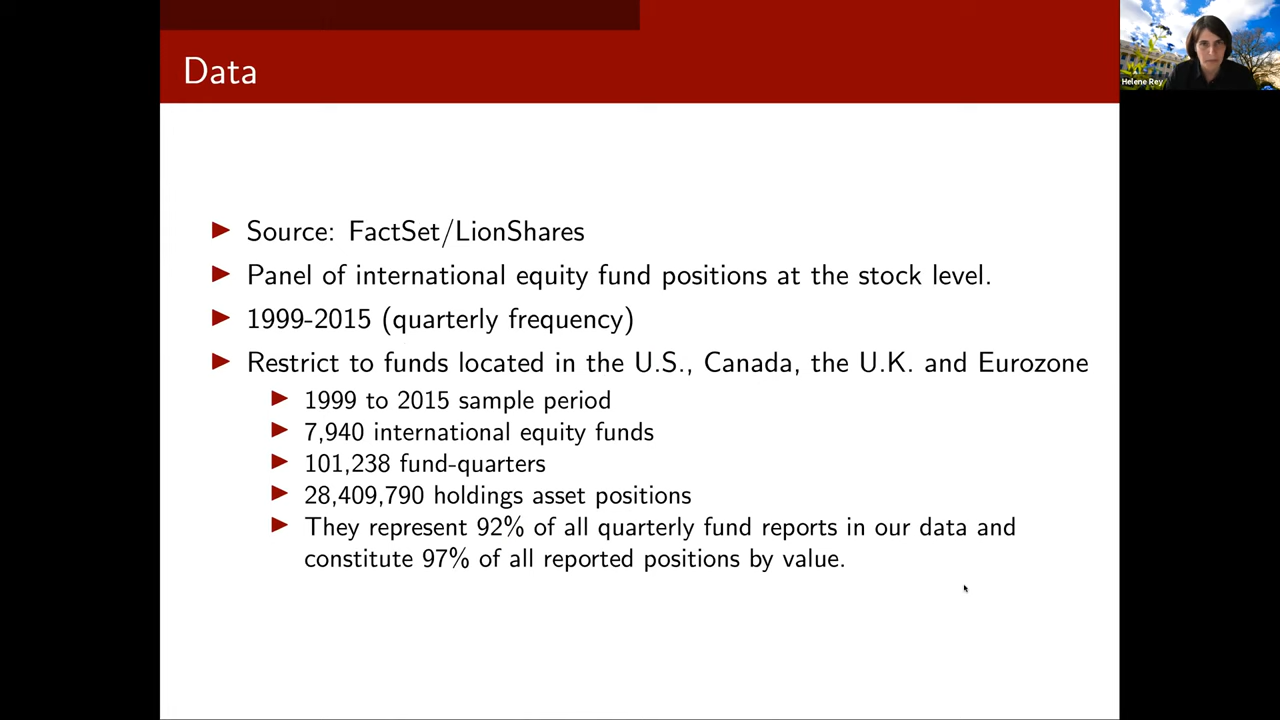 Data
Helene Rey
Source: FactSet/LionShares
Panel of international equity fund positions at the stock level.
1999-2015 (quarterly frequency)
Restrict to funds located in the U.S., Canada, the U.K. and Eurozone
1999 to 2015 sample period
7,940 international equity funds
101,238 fund-quarters
28,409,790 holdings asset positions
They represent 92% of all quarterly fund reports in our data and
constitute 97% of all reported positions by value.